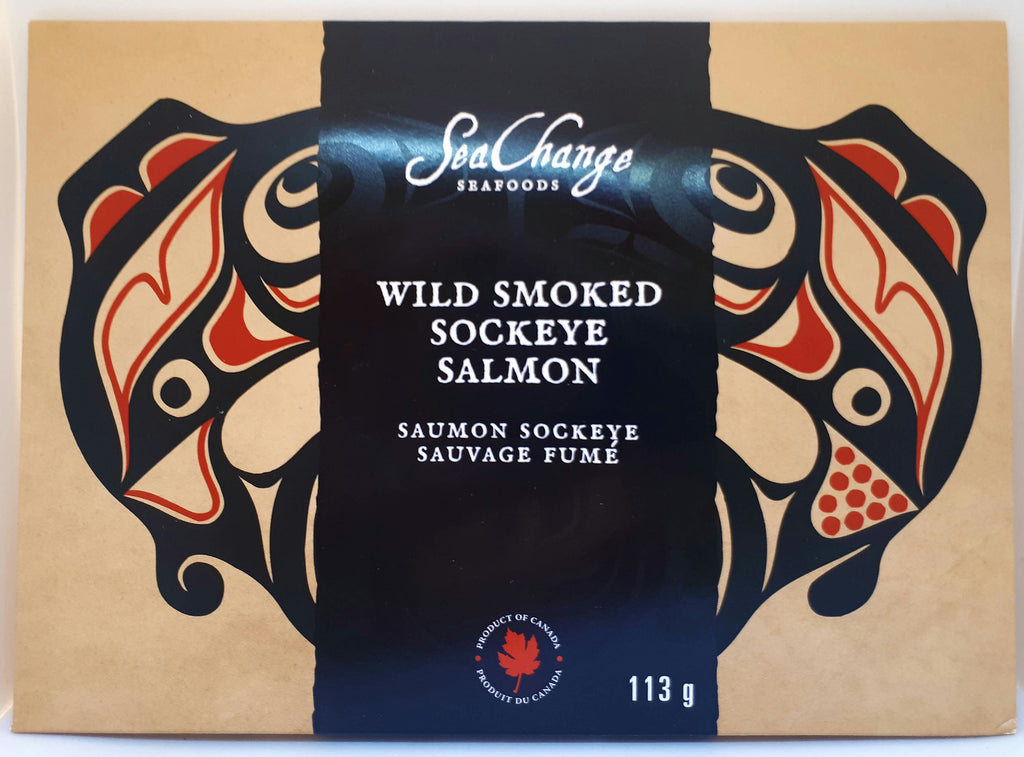 SeaChange
SEAFOODS
WILD SMOKED
SOCKEYE
SALMON
SAUMON SOCKEYE
SAUVAGE FUMÉ
PRODUCT OF CANADA
PRODUIT DU CANADA
113 g